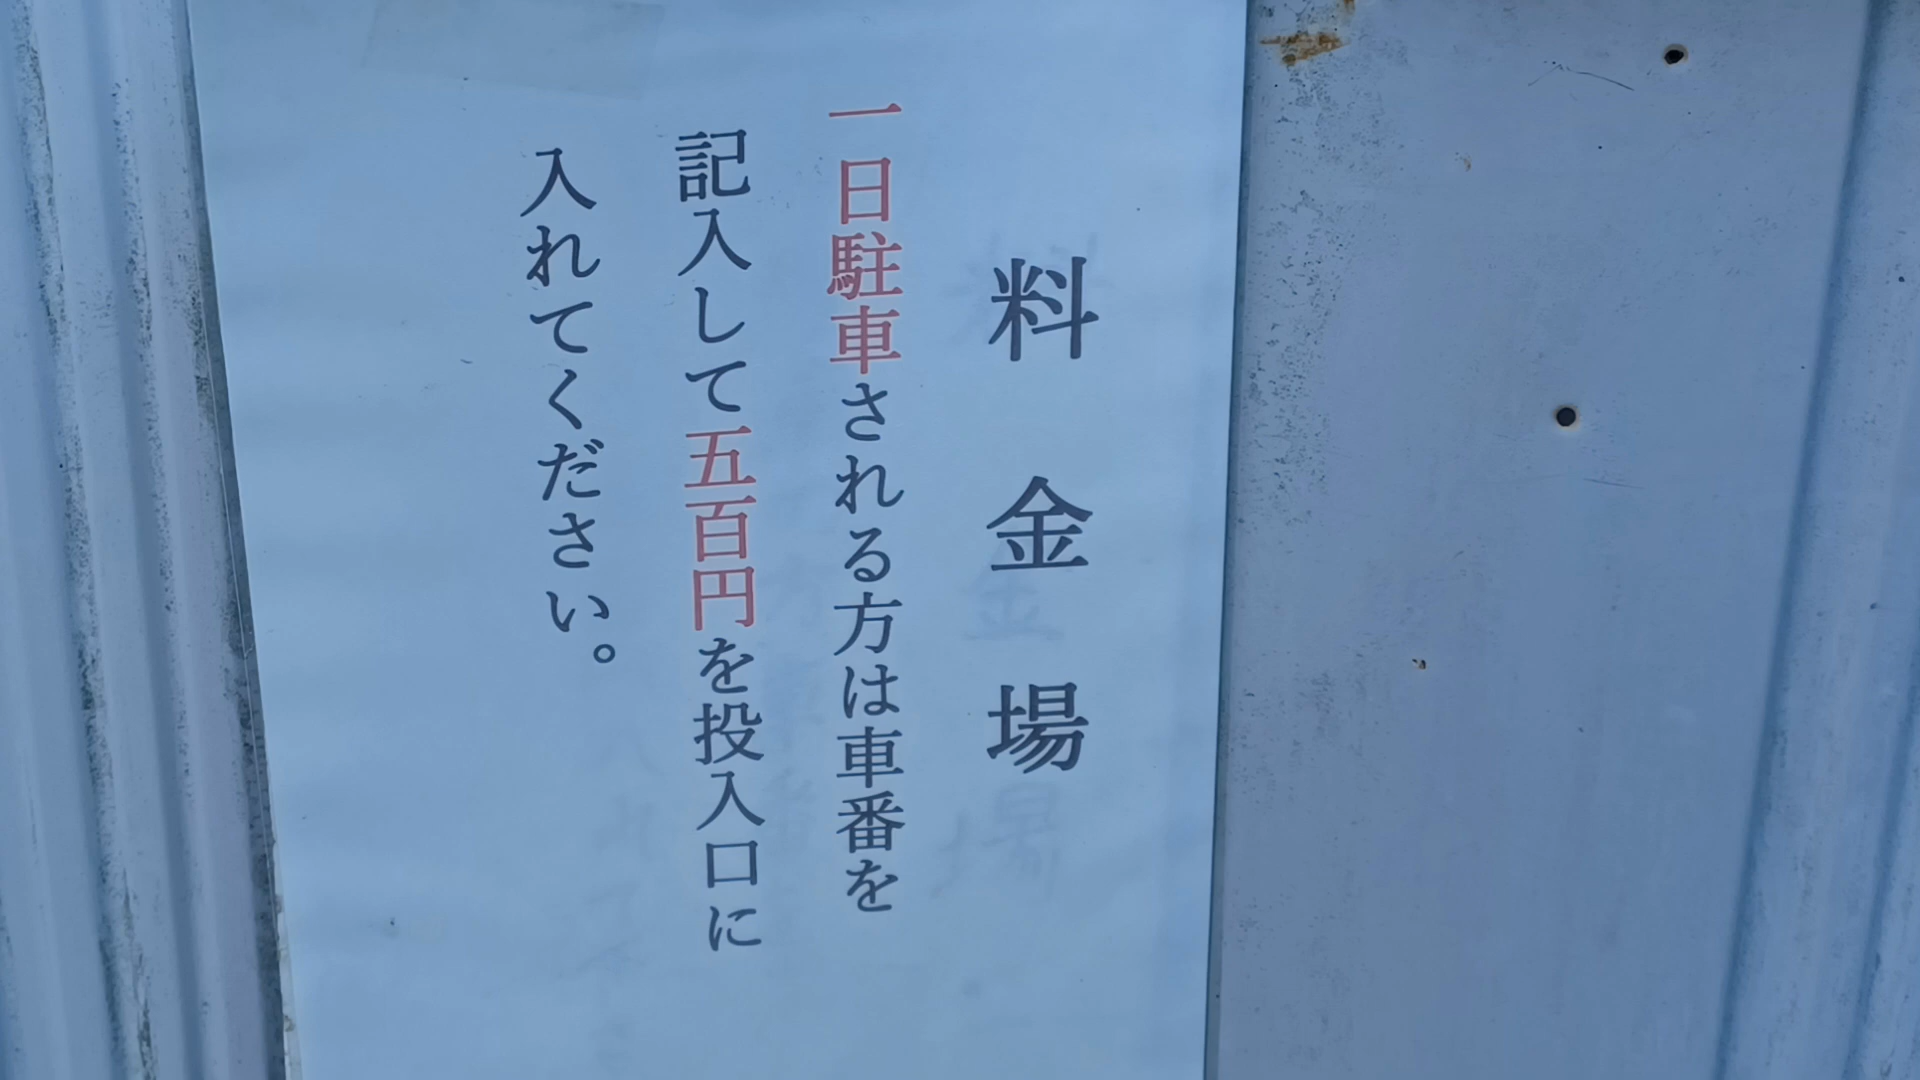 料金場
一日駐車される方は車番を
記入して五百円を投入口に
入れてください。